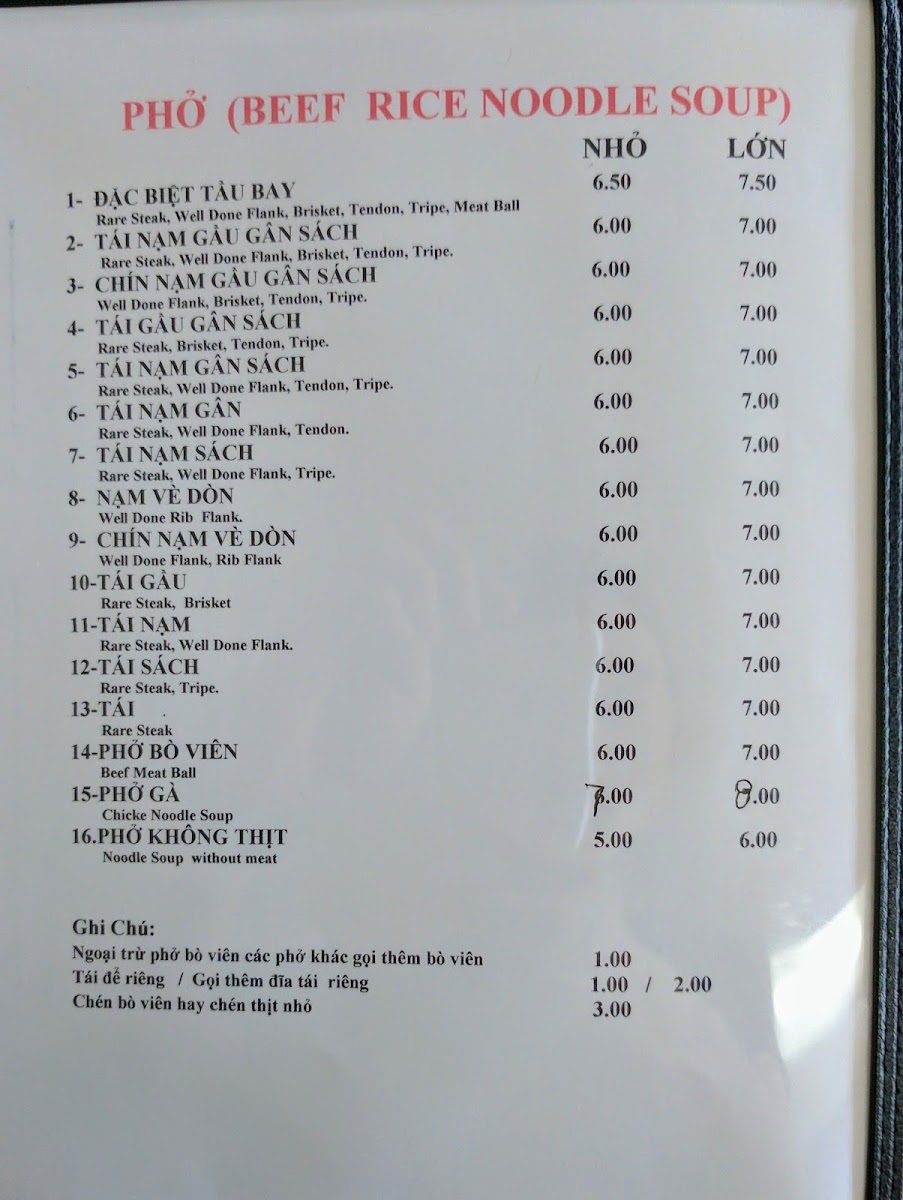 PHỞ (BEEF RICE NOODLE SOUP)
NHỎ LỚN
1- ĐẶC BIỆT TÀU BAY 6.50 7.50
Rare Steak, Well Done Flank, Brisket, Tendon, Tripe, Meat Ball
2- TÁI NẠM GẦU GÂN SÁCH 6.00 7.00
Rare Steak, Well Done Flank, Brisket, Tendon, Tripe.
3- CHÍN NẠM GẦU GÂN SÁCH 6.00 7.00
Well Done Flank, Brisket, Tendon, Tripe.
4- TÁI GẦU GÂN SÁCH 6.00 7.00
Rare Steak, Brisket, Tendon, Tripe.
5- TÁI NẠM GÂN SÁCH 6.00 7.00
Rare Steak, Well Done Flank, Tendon, Tripe.
6- TÁI NẠM GÂN 6.00 7.00
Rare Steak, Well Done Flank, Tendon.
7- TÁI NẠM SÁCH 6.00 7.00
Rare Steak, Well Done Flank, Tripe.
8- NẠM VÈ DÒN 6.00 7.00
Well Done Rib Flank.
9- CHÍN NẠM VÈ DÒN 6.00 7.00
Well Done Flank, Rib Flank
10-TÁI GẦU 6.00 7.00
Rare Steak, Brisket
11-TÁI NẠM 6.00 7.00
Rare Steak, Well Done Flank.
12-TÁI SÁCH 6.00 7.00
Rare Steak, Tripe.
13-TÁI 6.00 7.00
Rare Steak
14-PHỞ BÒ VIÊN 6.00 7.00
Beef Meat Ball
15-PHỞ GÀ 7.00 8.00
Chicke Noodle Soup
16.PHỞ KHÔNG THỊT 5.00 6.00
Noodle Soup without meat
Ghi Chú:
Ngoại trừ phở bò viên các phở khác gọi thêm bò viên 1.00
Tái để riêng / Gọi thêm đĩa tái riêng 1.00 / 2.00
Chén bò viên hay chén thịt nhỏ 3.00